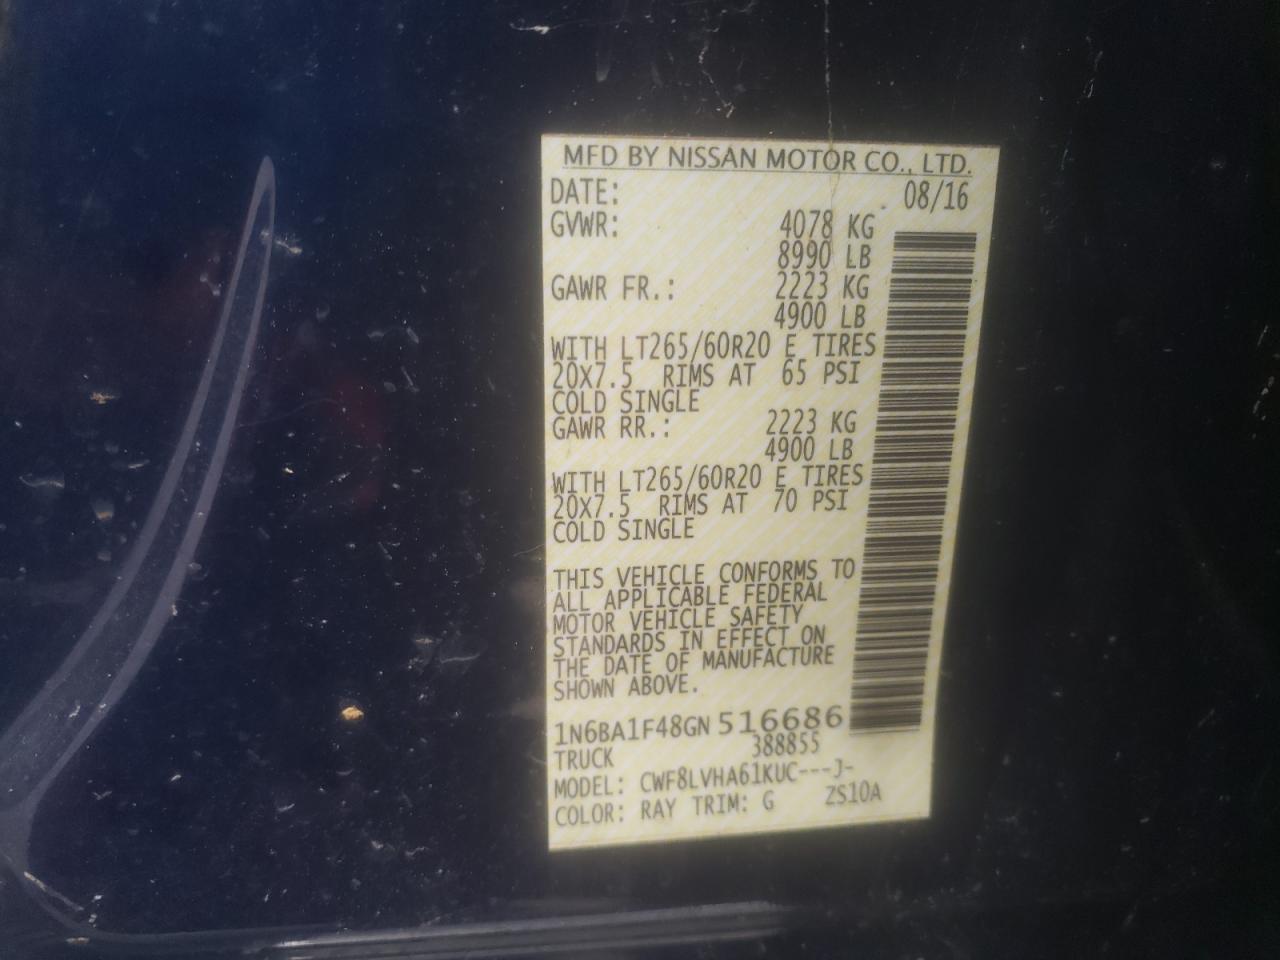 MFD BY NISSAN MOTOR CO., LTD.
DATE: 08/16
GVWR: 4078 KG
8990 LB
GAWR FR.: 2223 KG
4900 LB
WITH LT265/60R20 E TIRES
20X7.5 RIMS AT 65 PSI
COLD SINGLE
GAWR RR.: 2223 KG
4900 LB
WITH LT265/60R20 E TIRES
20X7.5 RIMS AT 70 PSI
COLD SINGLE
THIS VEHICLE CONFORMS TO
ALL APPLICABLE FEDERAL
MOTOR VEHICLE SAFETY
STANDARDS IN EFFECT ON
THE DATE OF MANUFACTURE
SHOWN ABOVE.
1N6BA1F48GN516686
TRUCK 388855
MODEL: CWF8LVHA61KUC---J-
COLOR: RAY TRIM: G ZS10A